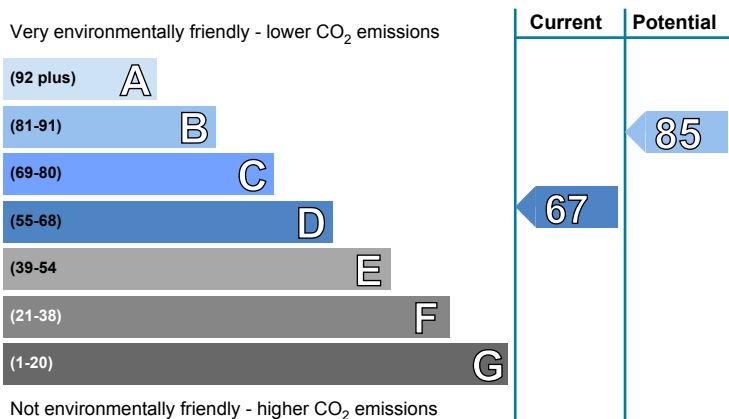 Very environmentally friendly - lower CO₂ emissions
Current
Potential
(92 plus) A
(81-91) B
85
(69-80) C
(55-68) D
67
(39-54 E
(21-38) F
(1-20) G
Not environmentally friendly - higher CO₂ emissions